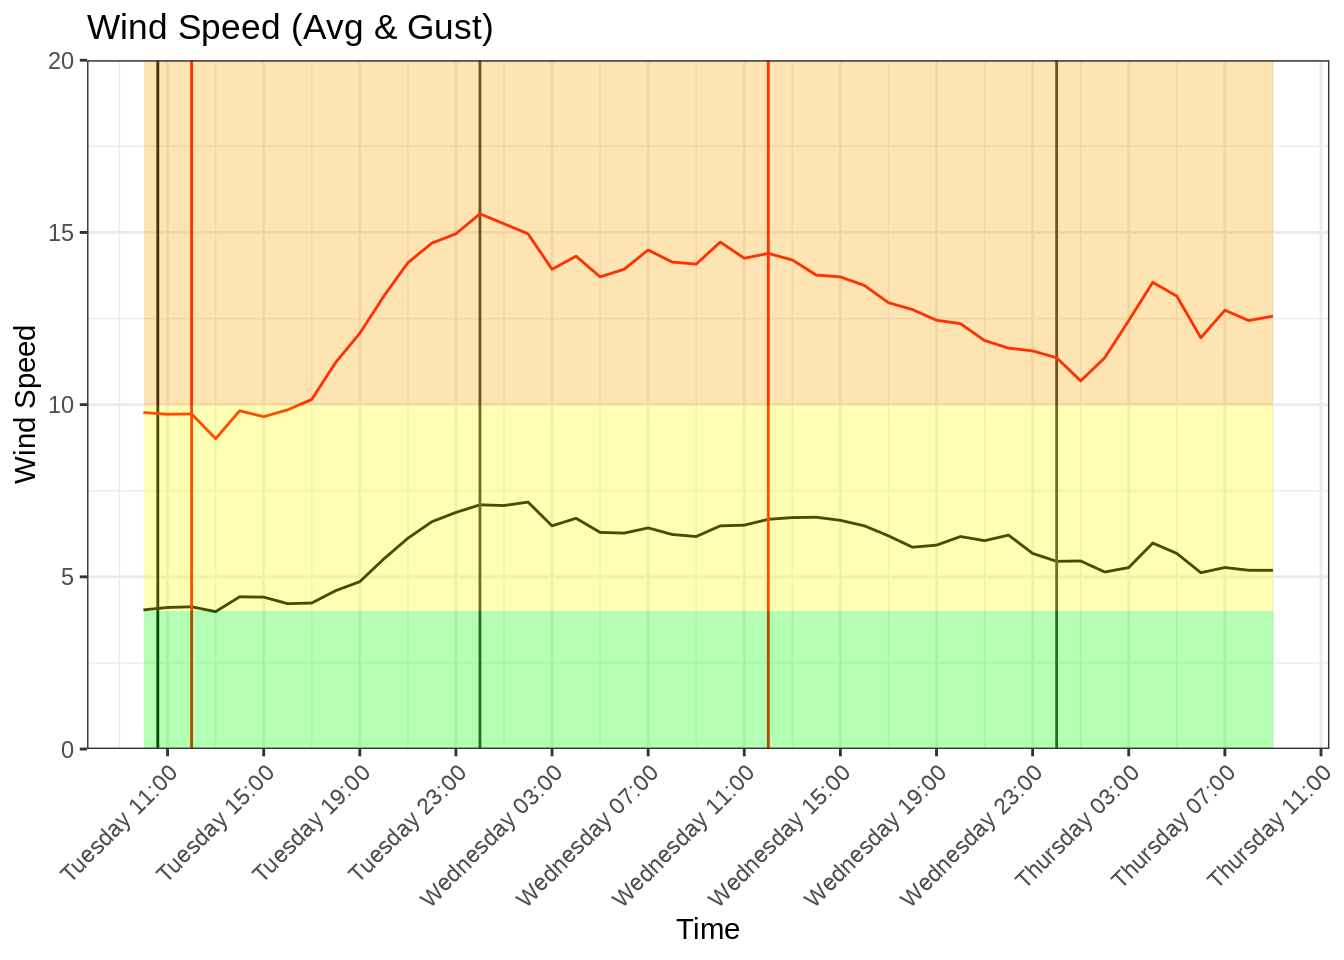 Wind Speed (Avg & Gust)
20
15
10
5
0
Wind Speed
Tuesday 11:00
Tuesday 15:00
Tuesday 19:00
Tuesday 23:00
Wednesday 03:00
Wednesday 07:00
Wednesday 11:00
Wednesday 15:00
Wednesday 19:00
Wednesday 23:00
Thursday 03:00
Thursday 07:00
Thursday 11:00
Time